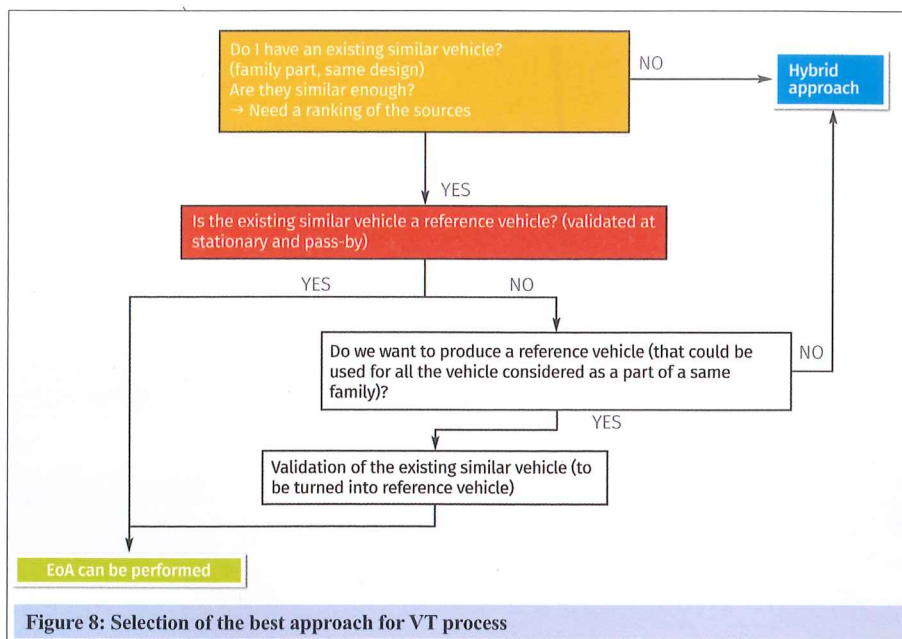 Do I have an existing similar vehicle?
(family part, same design)
Are they similar enough?
→ Need a ranking of the sources
NO
Hybrid
approach
YES
Is the existing similar vehicle a reference vehicle? (validated at
stationary and pass-by)
YES
NO
Do we want to produce a reference vehicle (that could be
used for all the vehicle considered as a part of a same
family)?
NO
YES
Validation of the existing similar vehicle (to
be turned into reference vehicle)
EoA can be performed
Figure 8: Selection of the best approach for VT process